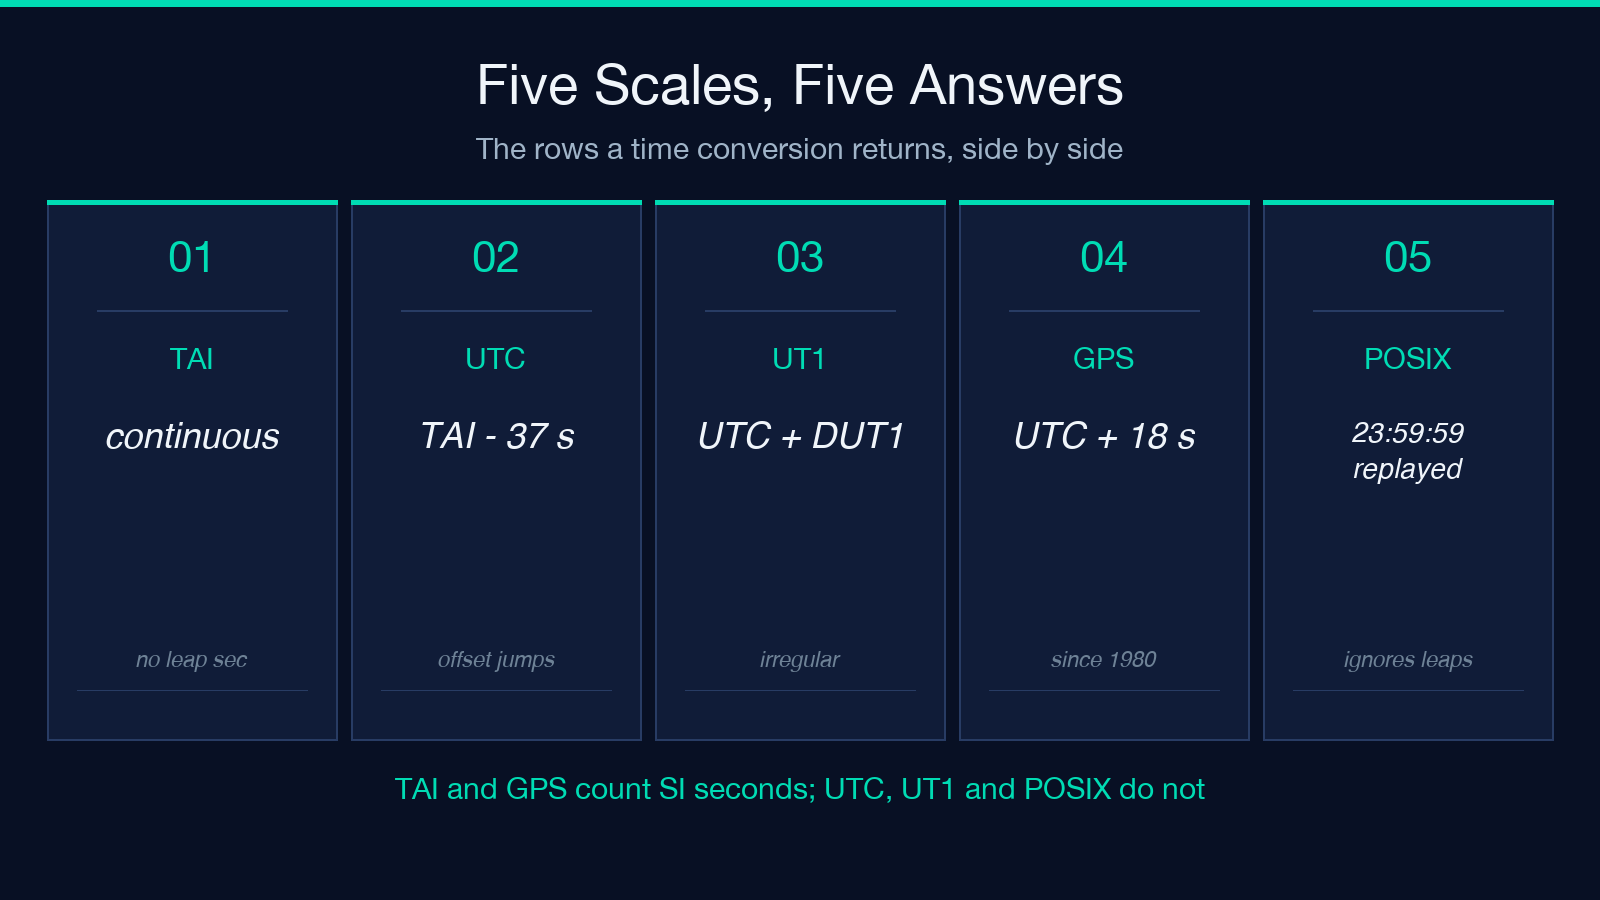 Five Scales, Five Answers
The rows a time conversion returns, side by side
01
TAI
continuous
no leap sec
02
UTC
TAI - 37 s
offset jumps
03
UT1
UTC + DUT1
irregular
04
GPS
UTC + 18 s
since 1980
05
POSIX
23:59:59
replayed
ignores leaps
TAI and GPS count SI seconds; UTC, UT1 and POSIX do not